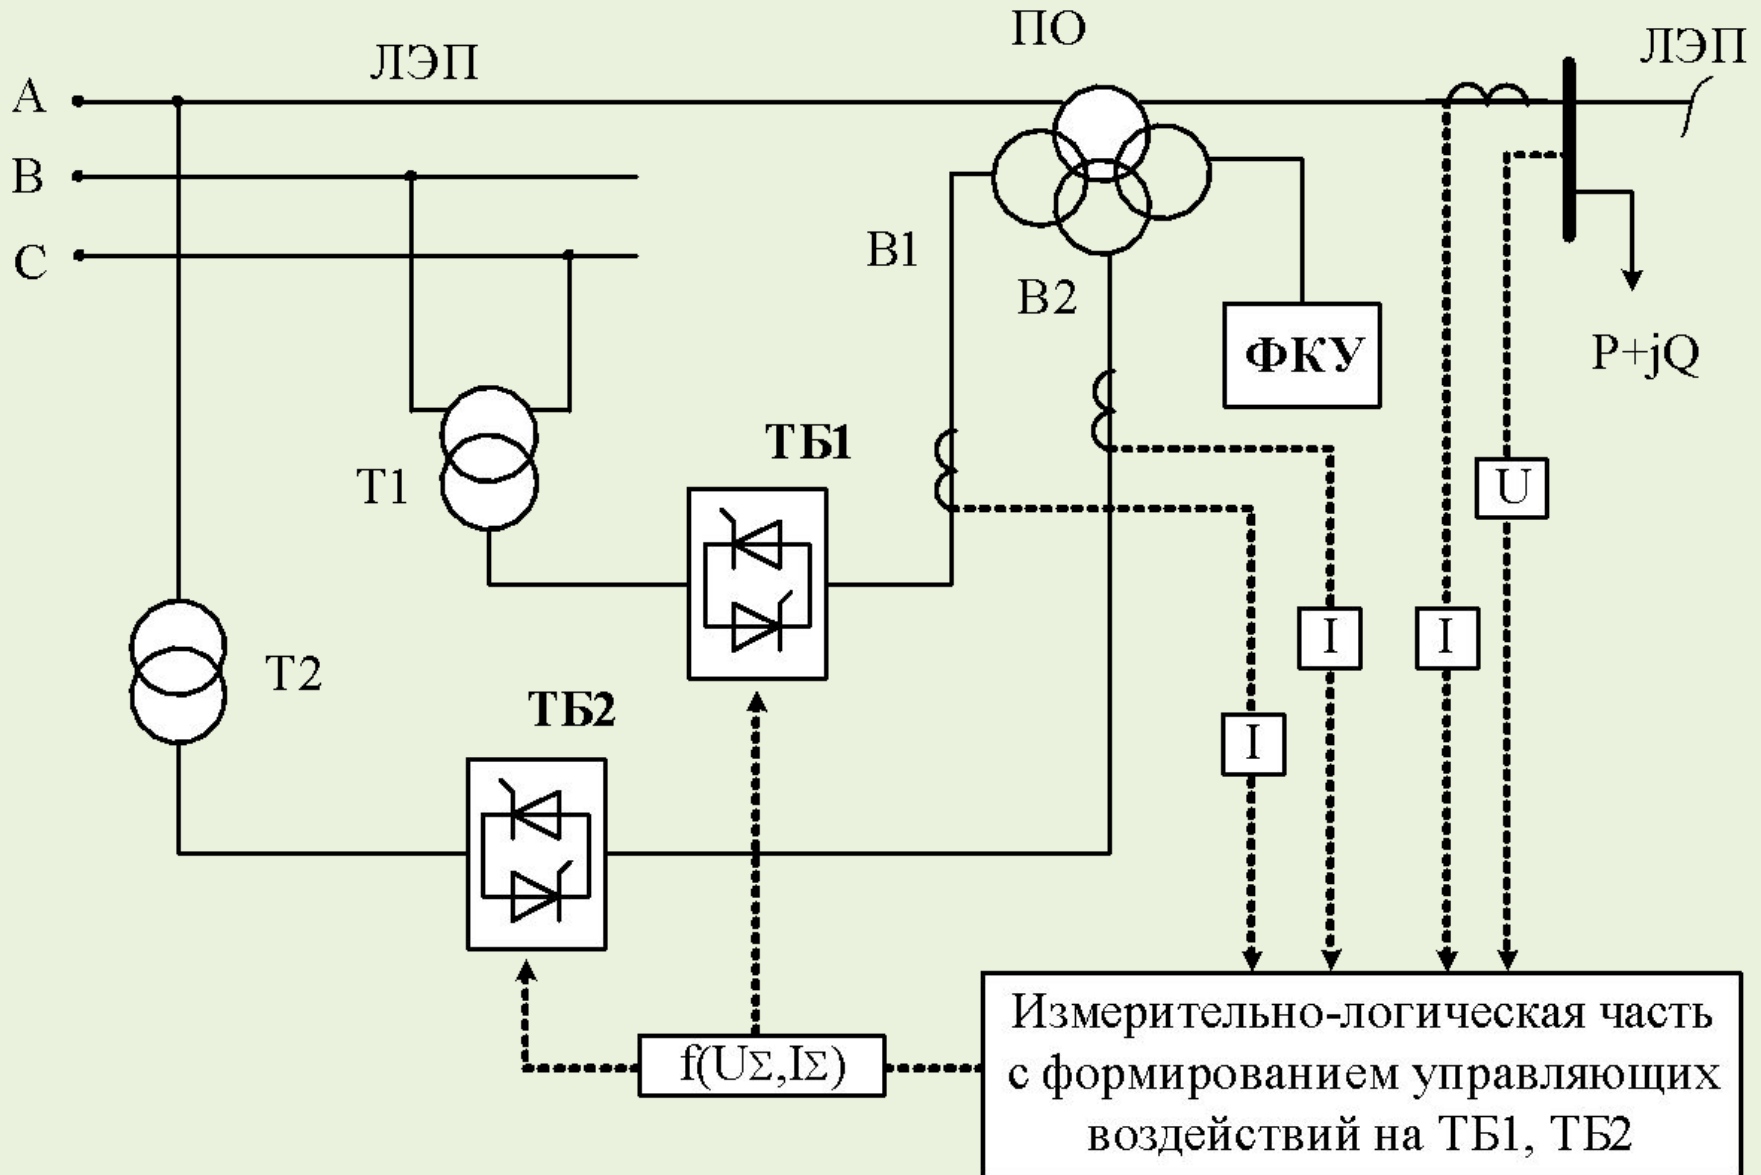 ПО
ЛЭП
ЛЭП
A
B
C
B1
B2
ФКУ
P+jQ
ТБ1
T1
U
I
I
I
T2
ТБ2
f(UΣ,IΣ)
Измерительно-логическая часть
с формированием управляющих
воздействий на ТБ1, ТБ2